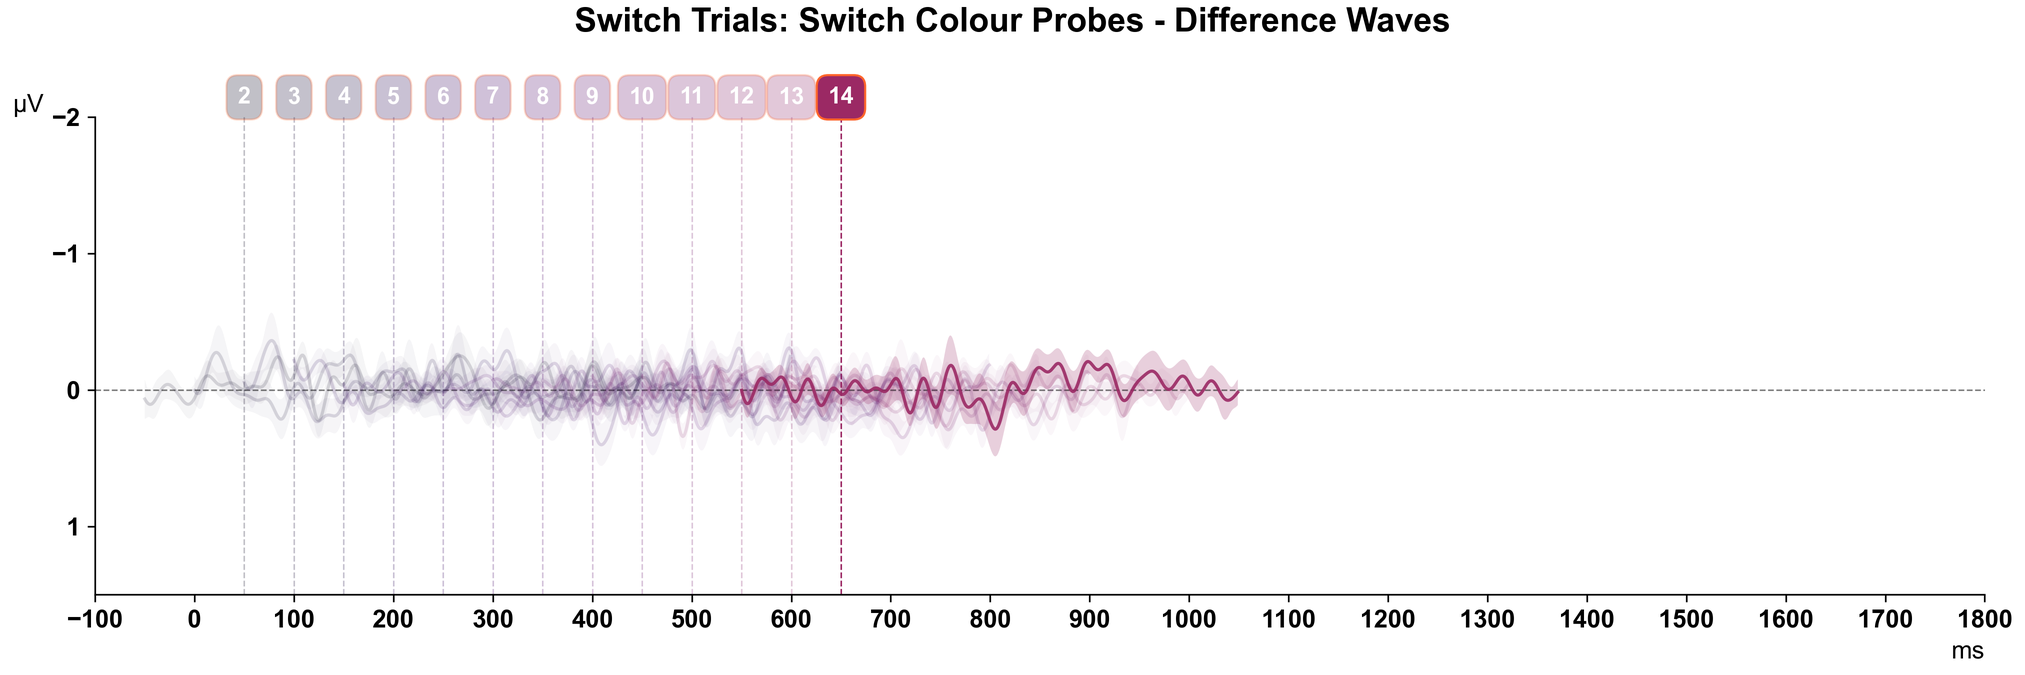 Switch Trials: Switch Colour Probes - Difference Waves
2 3 4 5 6 7 8 9 10 11 12 13 14
µV
−2
−1
0
1
−100 0 100 200 300 400 500 600 700 800 900 1000 1100 1200 1300 1400 1500 1600 1700 1800
ms